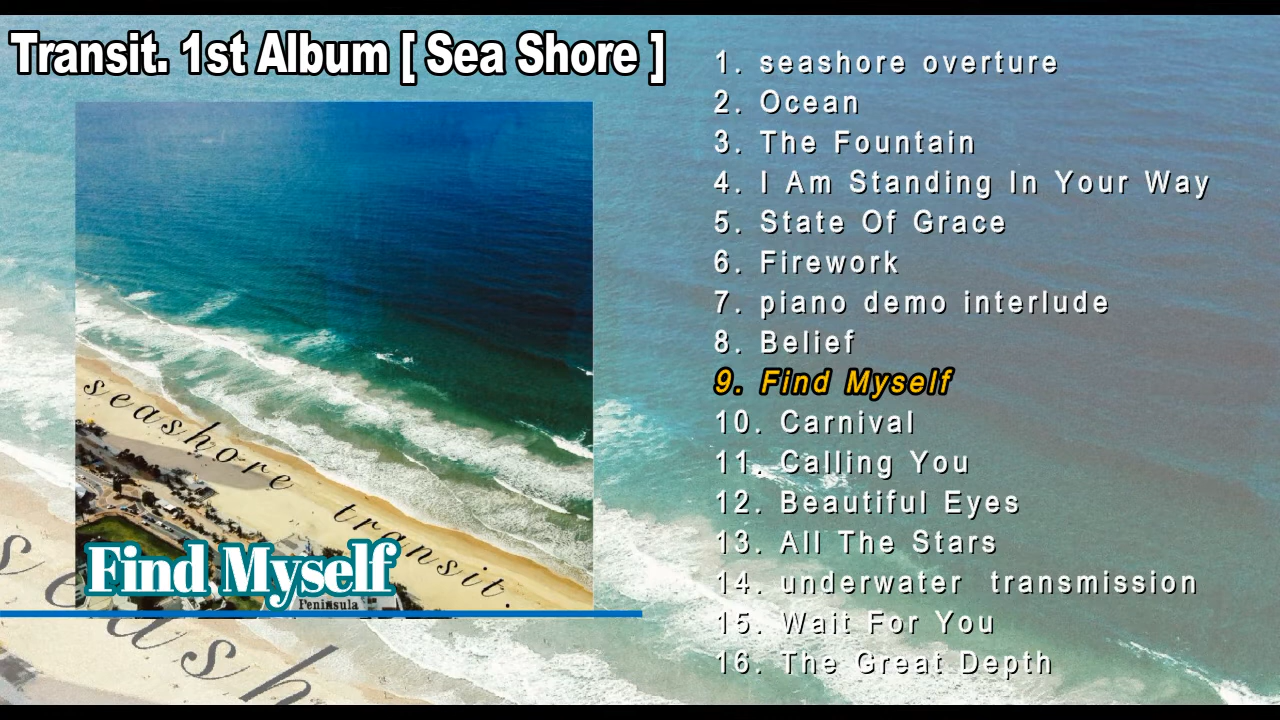 Transit. 1st Album [ Sea Shore ]
1. seashore overture
2. Ocean
3. The Fountain
4. I Am Standing In Your Way
5. State Of Grace
6. Firework
7. piano demo interlude
8. Belief
9. Find Myself
10. Carnival
11. Calling You
12. Beautiful Eyes
13. All The Stars
14. underwater transmission
15. Wait For You
16. The Great Depth
seashore transit.
Find Myself
Peninsula
seash